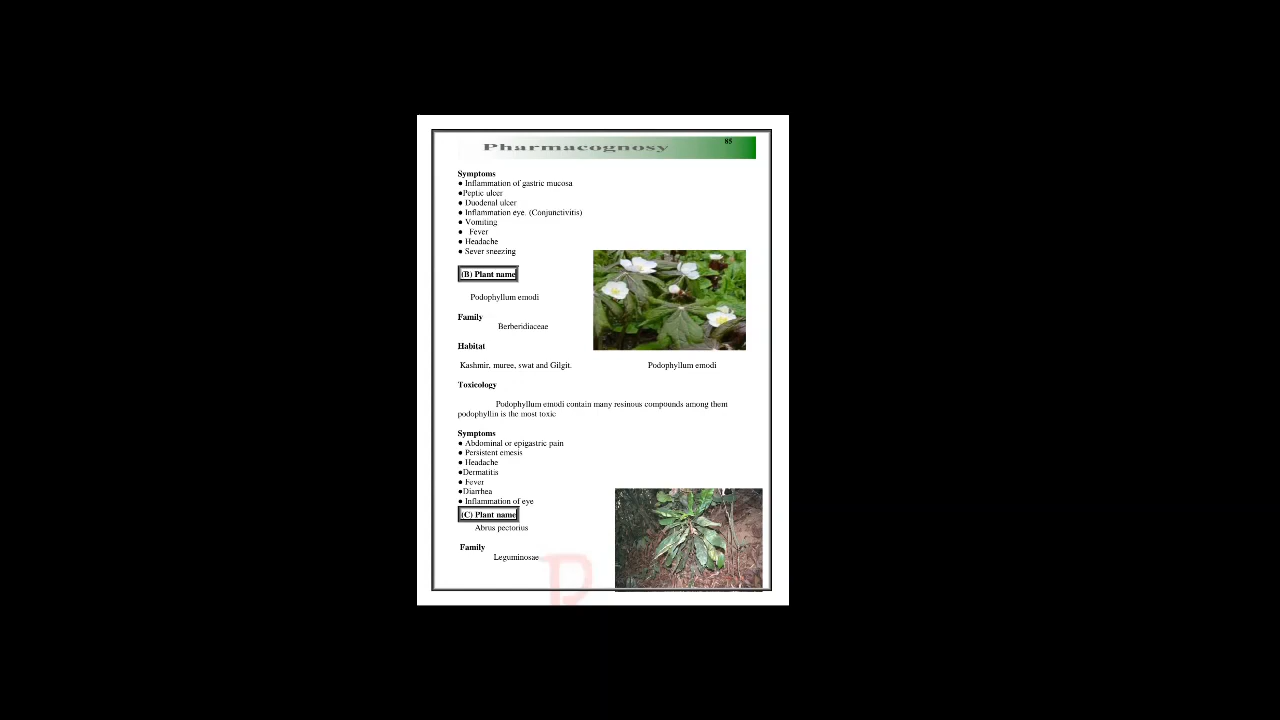 Pharmacognosy 85
Symptoms
● Inflammation of gastric mucosa
●Peptic ulcer
● Duodenal ulcer
● Inflammation eye. (Conjunctivitis)
● Vomiting
● Fever
● Headache
● Sever sneezing
(B) Plant name
Podophyllum emodi
Family
Berberidiaceae
Habitat
Kashmir, muree, swat and Gilgit.
Podophyllum emodi
Toxicology
Podophyllum emodi contain many resinous compounds among them
podophyllin is the most toxic
Symptoms
● Abdominal or epigastric pain
● Persistent emesis
● Headache
●Dermatitis
● Fever
●Diarrhea
● Inflammation of eye
(C) Plant name
Abrus pectorius
Family
Leguminosae